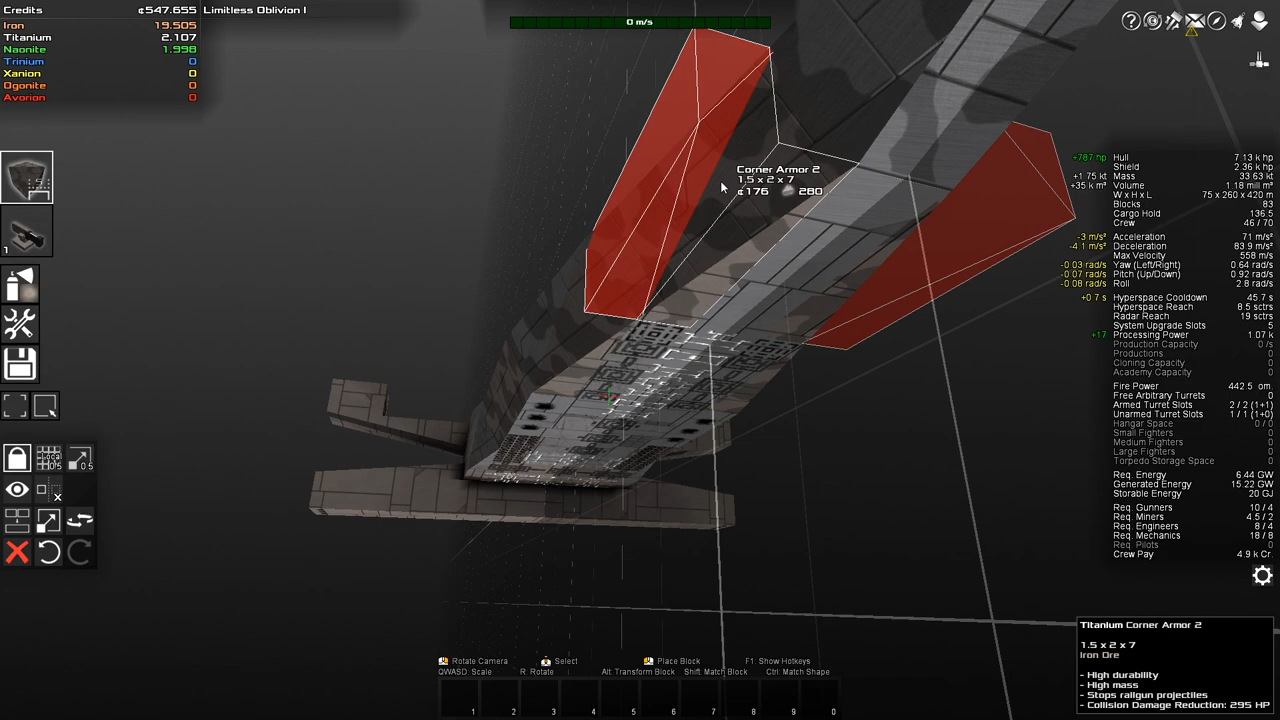 Credits ¢547.655 Limitless Oblivion I
Iron 19.505
Titanium 2.107
Naonite 1.998
Trinium 0
Xanion 0
Ogonite 0
Avorion 0
0 m/s
1
Corner Armor 2
1.5 x 2 x 7
¢176 280
+787 hp Hull 7.13 k hp
Shield 2.36 k hp
+1.75 kt Mass 33.63 kt
+35 k m³ Volume 1.18 mill m³
W x H x L 75 x 260 x 420 m
Blocks 83
Cargo Hold 136.5
Crew 46 / 70
-3 m/s² Acceleration 71 m/s²
-4.1 m/s² Deceleration 83.9 m/s²
Max Velocity 558 m/s
-0.03 rad/s Yaw (Left/Right) 0.64 rad/s
-0.07 rad/s Pitch (Up/Down) 0.92 rad/s
-0.08 rad/s Roll 2.8 rad/s
+0.7 s Hyperspace Cooldown 45.7 s
Hyperspace Reach 8.5 sctrs
Radar Reach 19 sctrs
System Upgrade Slots 5
+17 Processing Power 1.07 k
Production Capacity 0 /s
Productions 0
Cloning Capacity 0
Academy Capacity 0
Fire Power 442.5 om.
Free Arbitrary Turrets 0
Armed Turret Slots 2 / 2 (1+1)
Unarmed Turret Slots 1 / 1 (1+0)
Hangar Space 0 / 0
Small Fighters 0
Medium Fighters 0
Large Fighters 0
Torpedo Storage Space 0
Req. Energy 6.44 GW
Generated Energy 15.22 GW
Storable Energy 20 GJ
Req. Gunners 10 / 4
Req. Miners 4.5 / 2
Req. Engineers 8 / 4
Req. Mechanics 18 / 8
Req. Pilots 0
Crew Pay 4.9 k Cr.
Local
0.5 0.5
Titanium Corner Armor 2
1.5 x 2 x 7
Iron Ore
- High durability
- High mass
- Stops railgun projectiles
- Collision Damage Reduction: 295 HP
Rotate Camera Select Place Block F1: Show Hotkeys
QWASD: Scale R: Rotate Alt: Transform Block Shift: Match Block Ctrl: Match Shape
1 2 3 4 5 6 7 8 9 0